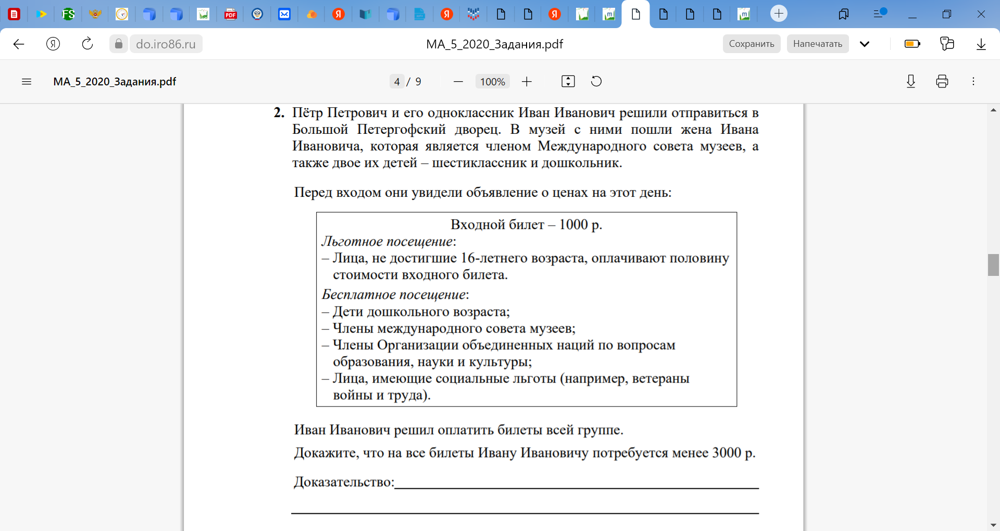 do.iro86.ru
MA_5_2020_Задания.pdf
Сохранить
Напечатать
MA_5_2020_Задания.pdf
4 / 9
100%
2. Пётр Петрович и его одноклассник Иван Иванович решили отправиться в
Большой Петергофский дворец. В музей с ними пошли жена Ивана
Ивановича, которая является членом Международного совета музеев, а
также двое их детей – шестиклассник и дошкольник.
Перед входом они увидели объявление о ценах на этот день:
Входной билет – 1000 р.
Льготное посещение:
– Лица, не достигшие 16-летнего возраста, оплачивают половину
стоимости входного билета.
Бесплатное посещение:
– Дети дошкольного возраста;
– Члены международного совета музеев;
– Члены Организации объединенных наций по вопросам
образования, науки и культуры;
– Лица, имеющие социальные льготы (например, ветераны
войны и труда).
Иван Иванович решил оплатить билеты всей группе.
Докажите, что на все билеты Ивану Ивановичу потребуется менее 3000 р.
Доказательство: